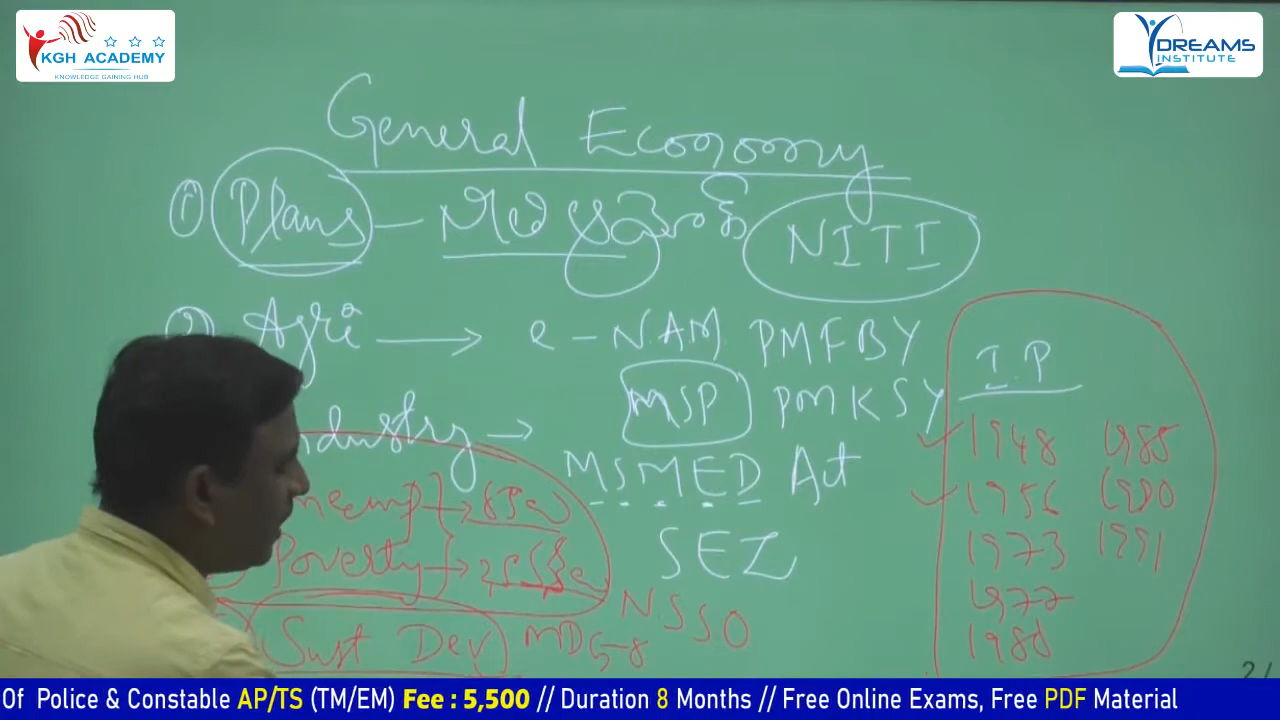 KGH ACADEMY
KNOWLEDGE GAINING HUB
DREAMS
INSTITUTE
General Economy
① Plans – NITI
② Agri → e-NAM PMFBY
MSP PMKSY
Industry →
MSMED Act
SEZ
Poverty
NSSO
Sust Dev MDG-8
I.P
1948 1985
1956 1990
1973 1991
1977
1980
Of Police & Constable AP/TS (TM/EM) Fee : 5,500 // Duration 8 Months // Free Online Exams, Free PDF Material